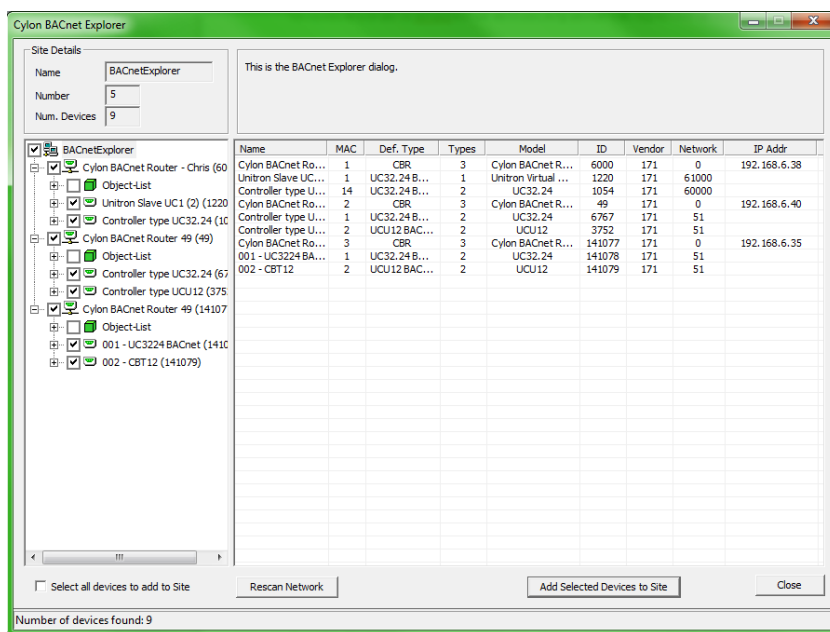 Cylon BACnet Explorer
Site Details
Name BACnetExplorer
Number 5
Num. Devices 9
This is the BACnet Explorer dialog.
BACnetExplorer
Cylon BACnet Router - Chris (60
Object-List
Unitron Slave UC1 (2) (1220
Controller type UC32.24 (10
Cylon BACnet Router 49 (49)
Object-List
Controller type UC32.24 (67
Controller type UCU12 (375
Cylon BACnet Router 49 (14107
Object-List
001 - UC3224 BACnet (1410
002 - CBT12 (141079)
Name MAC Def. Type Types Model ID Vendor Network IP Addr
Cylon BACnet Ro... 1 CBR 3 Cylon BACnet R... 6000 171 0 192.168.6.38
Unitron Slave UC... 1 UC32.24 B... 1 Unitron Virtual ... 1220 171 61000
Controller type U... 14 UC32.24 B... 2 UC32.24 1054 171 60000
Cylon BACnet Ro... 2 CBR 3 Cylon BACnet R... 49 171 0 192.168.6.40
Controller type U... 1 UC32.24 B... 2 UC32.24 6767 171 51
Controller type U... 2 UCU12 BAC... 2 UCU12 3752 171 51
Cylon BACnet Ro... 3 CBR 3 Cylon BACnet R... 141077 171 0 192.168.6.35
001 - UC3224 BA... 1 UC32.24 B... 2 UC32.24 141078 171 51
002 - CBT12 2 UCU12 BAC... 2 UCU12 141079 171 51
Select all devices to add to Site
Rescan Network
Add Selected Devices to Site
Close
Number of devices found: 9